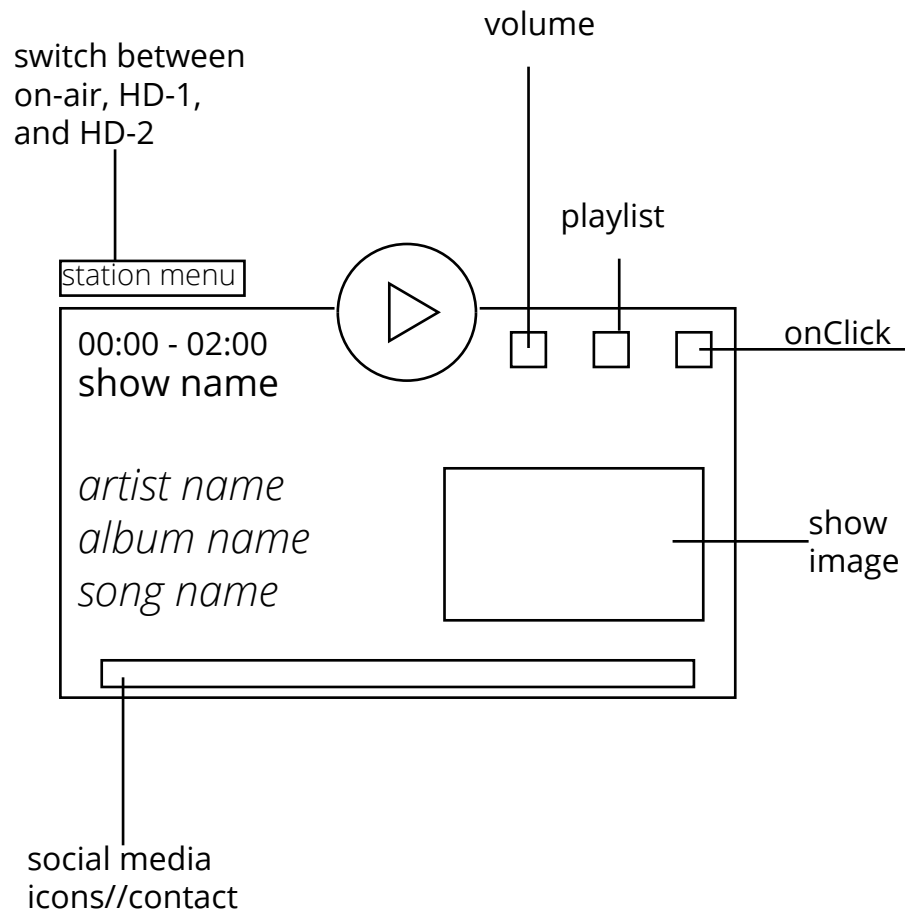 volume
switch between
on-air, HD-1,
and HD-2
playlist
station menu
onClick
00:00 - 02:00
show name
artist name
album name
song name
show
image
social media
icons//contact